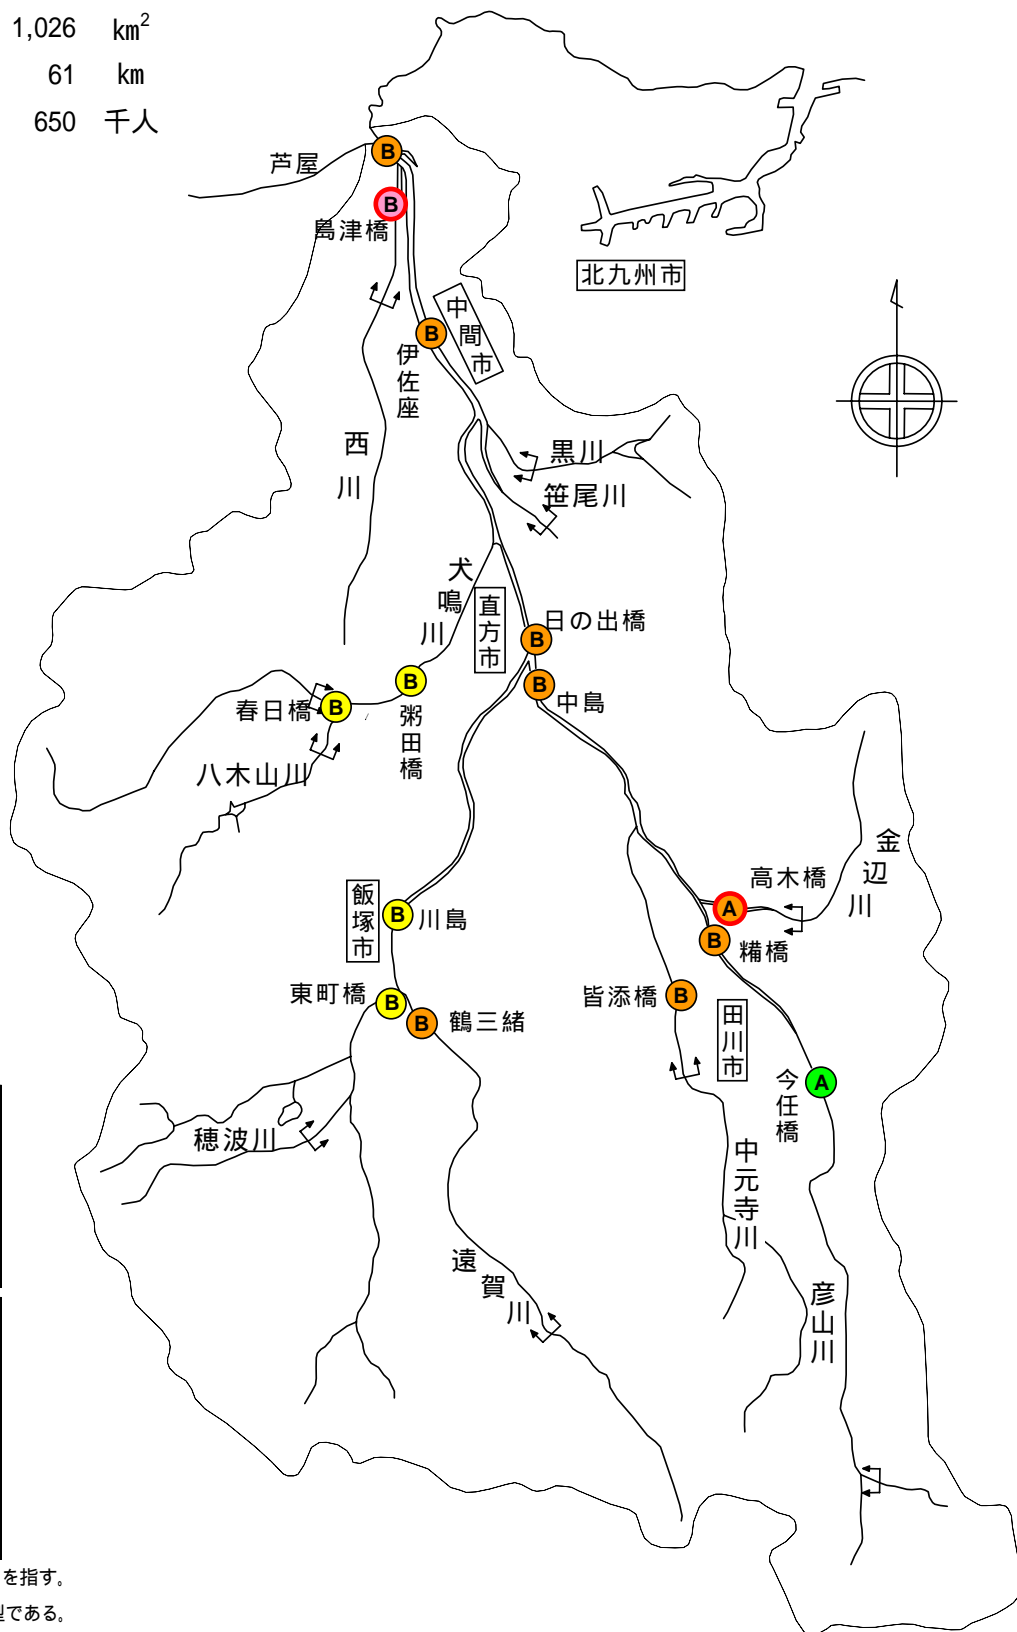 1,026 km²
61 km
650 千人
芦屋
B
B
島津橋
北九州市
中間市
B
伊佐座
西川
黒川
笹尾川
犬鳴川
直方市
日の出橋
B
B
中島
B
粥田橋
春日橋
B
八木山川
金辺川
高木橋
A
飯塚市
B
川島
B
糒橋
東町橋
B
B
鶴三緒
皆添橋
B
田川市
今任橋
A
穂波川
中元寺川
遠賀川
彦山川
を指す。
型である。